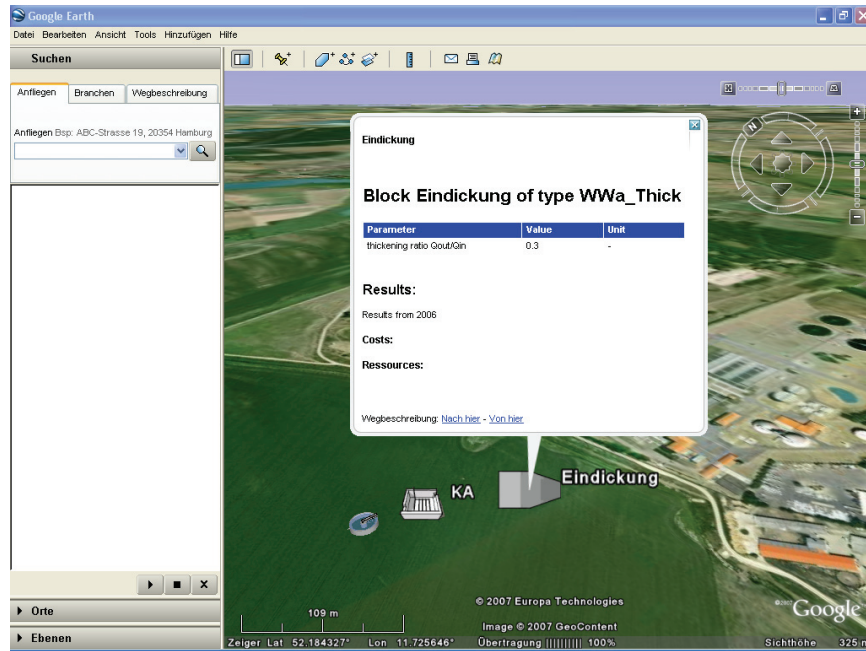 Google Earth
Datei Bearbeiten Ansicht Tools Hinzufügen Hilfe
Suchen
Anfliegen Branchen Wegbeschreibung
Anfliegen Bsp: ABC-Strasse 19, 20354 Hamburg
Eindickung
Block Eindickung of type WWa_Thick
Parameter Value Unit
thickening ratio Qout/Qin 0.3 -
Results:
Results from 2006
Costs:
Ressources:
Wegbeschreibung: Nach hier - Von hier
N
Eindickung
KA
© 2007 Europa Technologies
Image © 2007 GeoContent
©2007 Google
109 m
Orte
Ebenen
Zeiger Lat 52.184327° Lon 11.725646° Übertragung |||||||||| 100% Sichthöhe 325 m